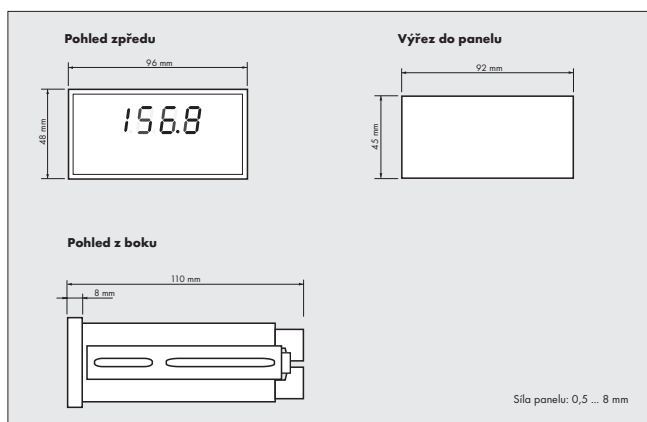 Pohled zpředu
Výřez do panelu
96 mm
92 mm
48 mm
156.8
45 mm
Pohled z boku
110 mm
8 mm
Síla panelu: 0,5 ... 8 mm